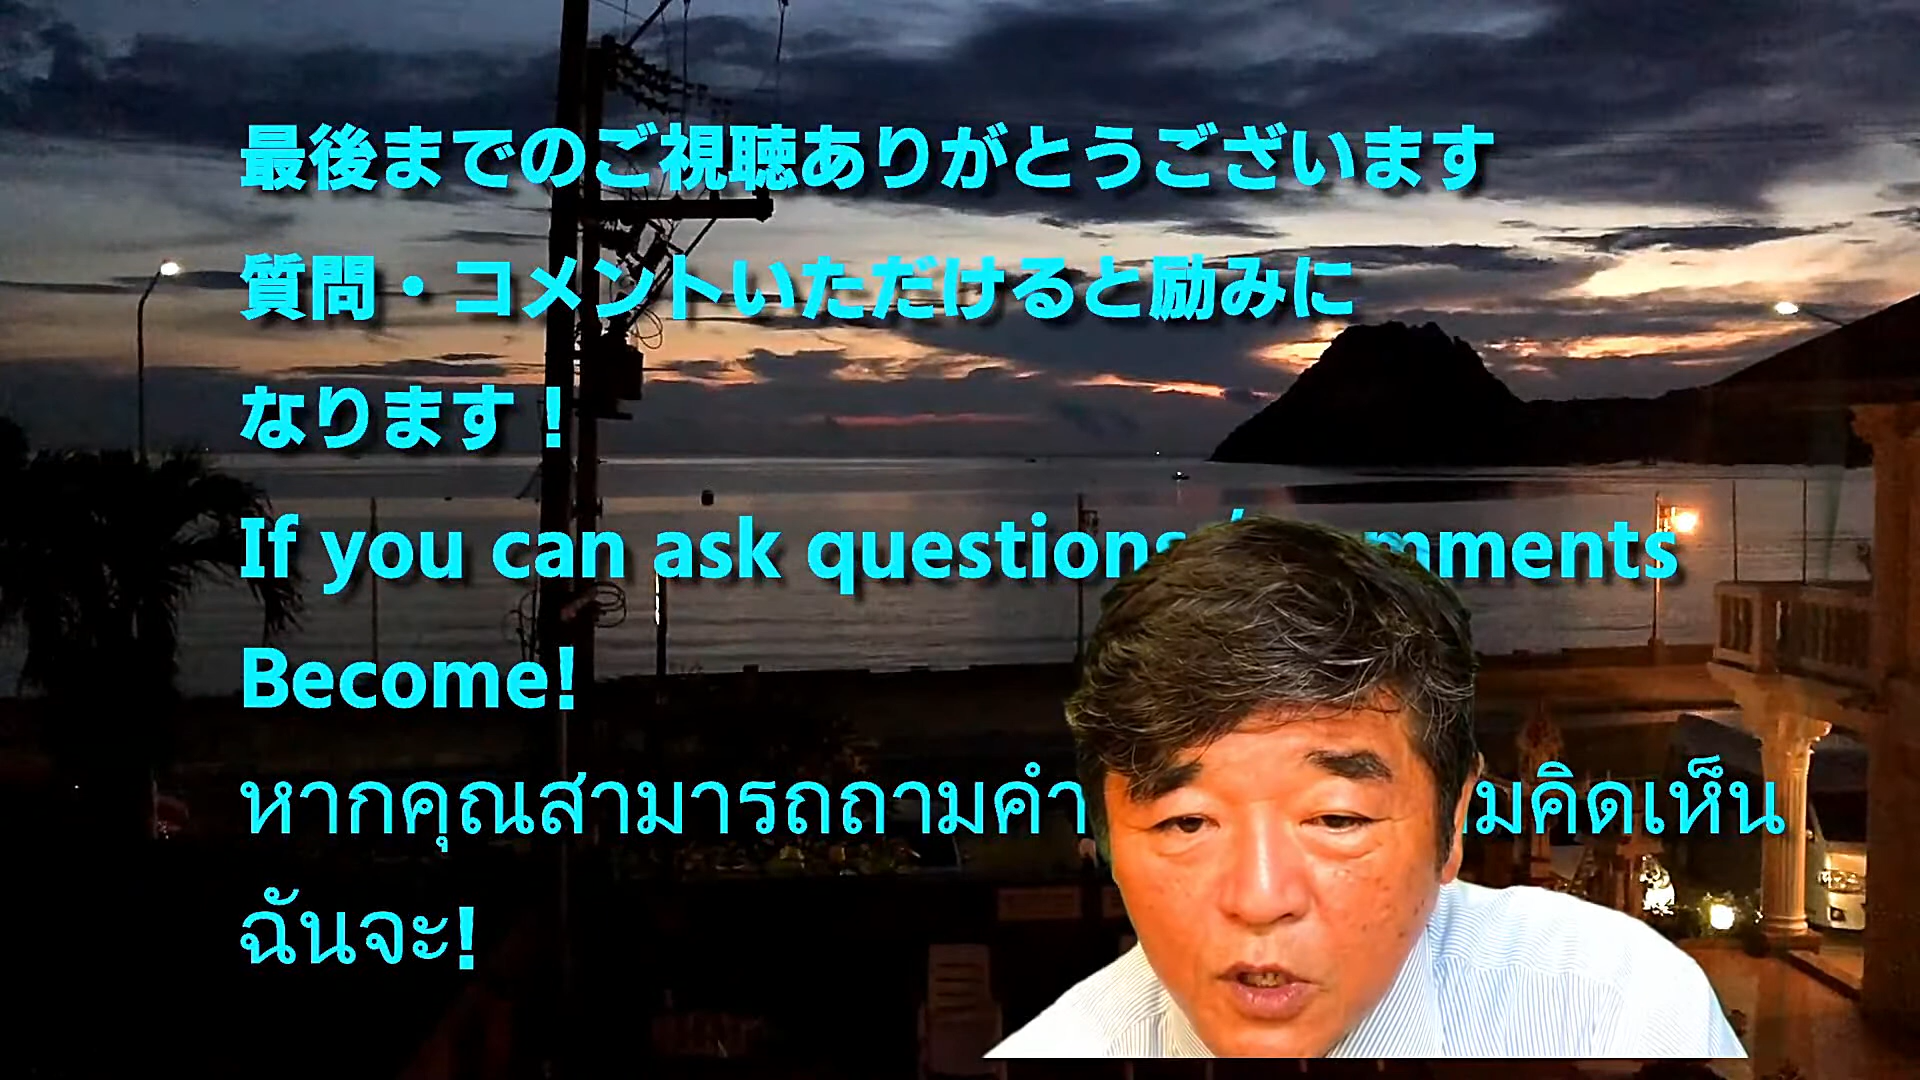 最後までのご視聴ありがとうございます
質問・コメントいただけると励みに
なります！
If you can ask questions
Become!
หากคุณสามารถถามคำ มคิดเห็น
ฉันจะ!